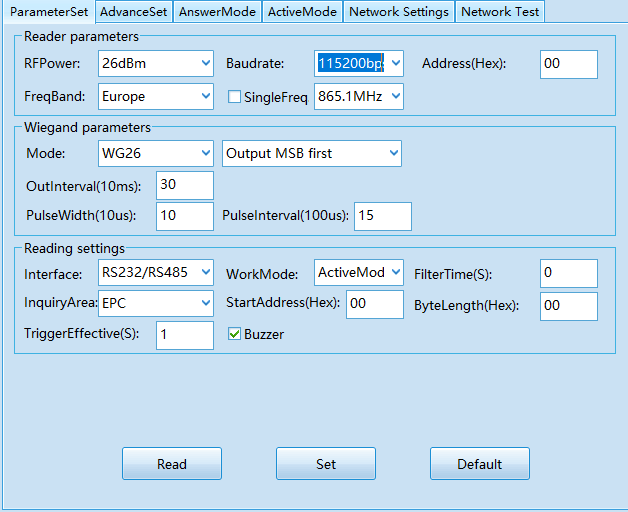 ParameterSet AdvanceSet AnswerMode ActiveMode Network Settings Network Test
Reader parameters
RFPower: 26dBm Baudrate: 115200bps Address(Hex): 00
FreqBand: Europe SingleFreq 865.1MHz
Wiegand parameters
Mode: WG26 Output MSB first
OutInterval(10ms): 30
PulseWidth(10us): 10 PulseInterval(100us): 15
Reading settings
Interface: RS232/RS485 WorkMode: ActiveMod FilterTime(S): 0
InquiryArea: EPC StartAddress(Hex): 00 ByteLength(Hex): 00
TriggerEffective(S): 1 Buzzer
Read Set Default